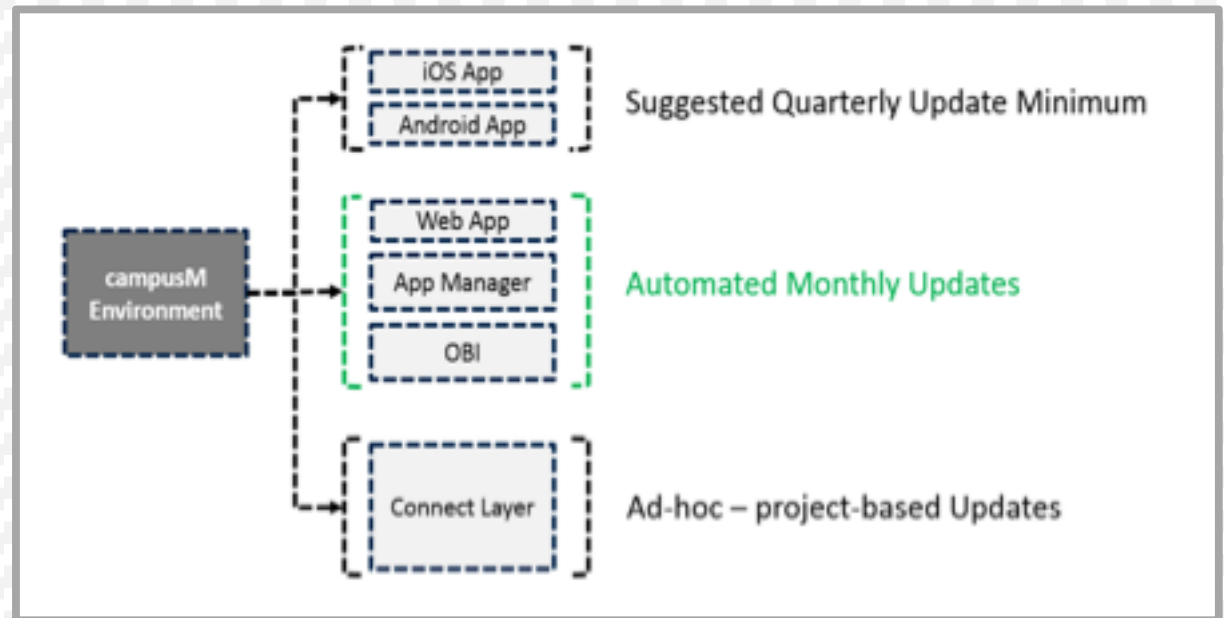 campusM
Environment
iOS App
Android App
Suggested Quarterly Update Minimum
Web App
App Manager
OBI
Automated Monthly Updates
Connect Layer
Ad-hoc – project-based Updates